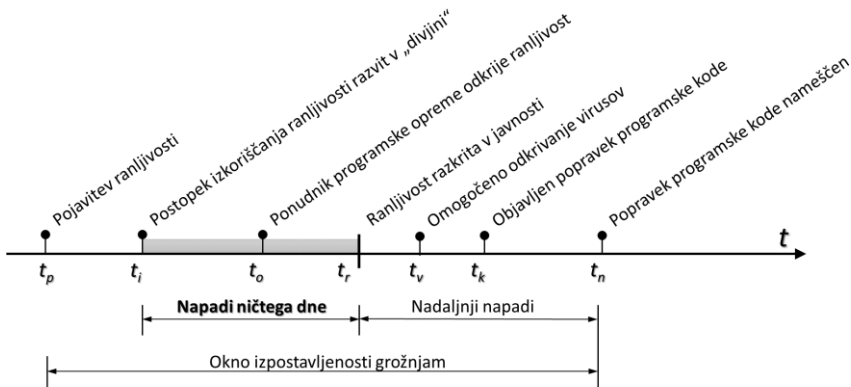 Pojavitev ranljivosti
Postopek izkoriščanja ranljivosti razvit v „divjini“
Ponudnik programske opreme odkrije ranljivost
Ranljivost razkrita v javnosti
Omogočeno odkrivanje virusov
Objavljen popravek programske kode
Popravek programske kode nameščen
t
tp ti to tr tv tk tn
Napadi ničtega dne
Nadaljnji napadi
Okno izpostavljenosti grožnjam